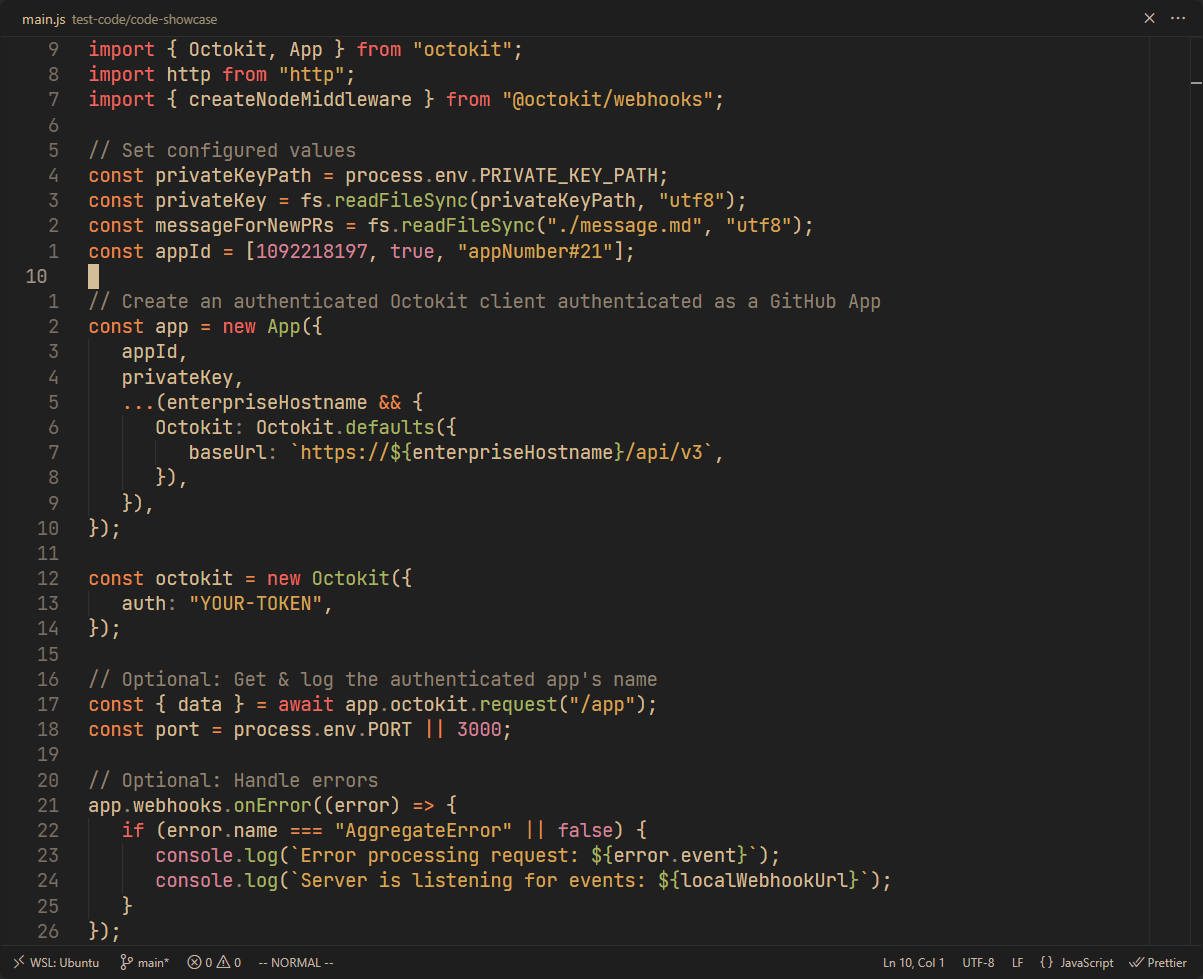 main.js test-code/code-showcase
9 import { Octokit, App } from "octokit";
8 import http from "http";
7 import { createNodeMiddleware } from "@octokit/webhooks";
6
5 // Set configured values
4 const privateKeyPath = process.env.PRIVATE_KEY_PATH;
3 const privateKey = fs.readFileSync(privateKeyPath, "utf8");
2 const messageForNewPRs = fs.readFileSync("./message.md", "utf8");
1 const appId = [1092218197, true, "appNumber#21"];
10
1 // Create an authenticated Octokit client authenticated as a GitHub App
2 const app = new App({
3    appId,
4    privateKey,
5    ...(enterpriseHostname && {
6       Octokit: Octokit.defaults({
7          baseUrl: `https://${enterpriseHostname}/api/v3`,
8       }),
9    }),
10 });
11
12 const octokit = new Octokit({
13    auth: "YOUR-TOKEN",
14 });
15
16 // Optional: Get & log the authenticated app's name
17 const { data } = await app.octokit.request("/app");
18 const port = process.env.PORT || 3000;
19
20 // Optional: Handle errors
21 app.webhooks.onError((error) => {
22    if (error.name === "AggregateError" || false) {
23       console.log(`Error processing request: ${error.event}`);
24       console.log(`Server is listening for events: ${localWebhookUrl}`);
25    }
26 });
WSL: Ubuntu main* 0 0 -- NORMAL -- Ln 10, Col 1 UTF-8 LF {} JavaScript Prettier